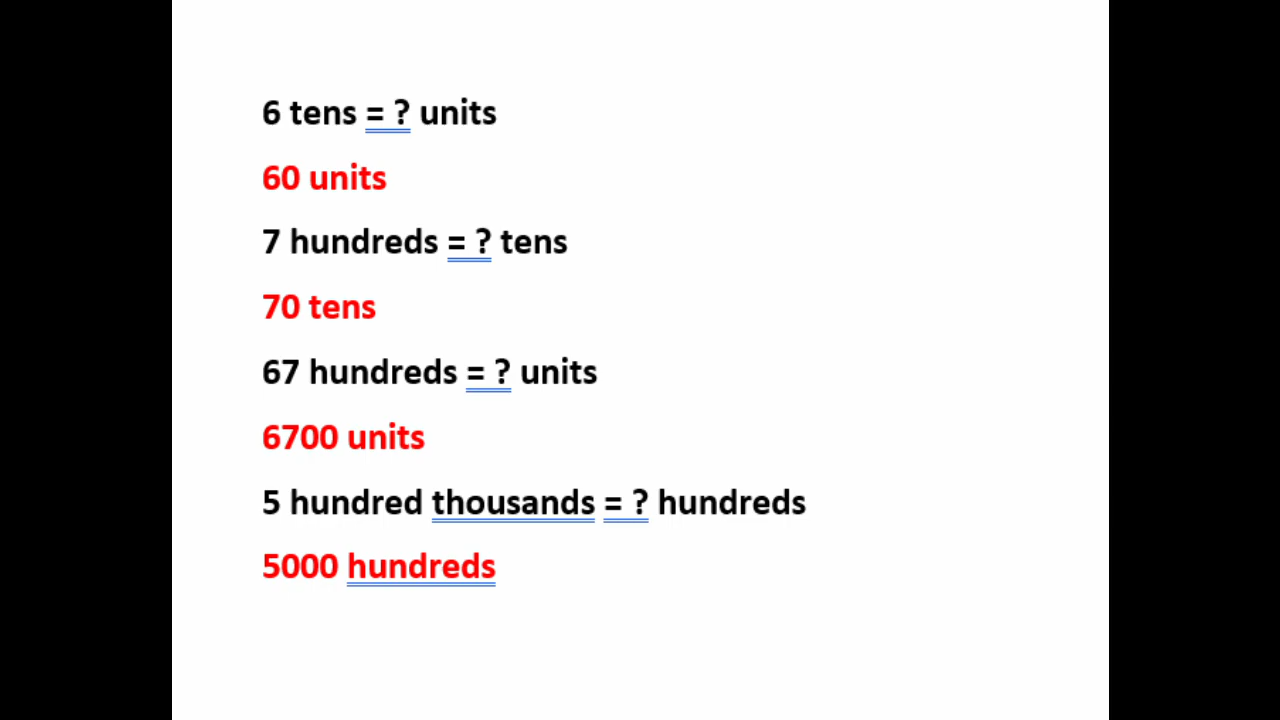 6 tens = ? units
60 units
7 hundreds = ? tens
70 tens
67 hundreds = ? units
6700 units
5 hundred thousands = ? hundreds
5000 hundreds